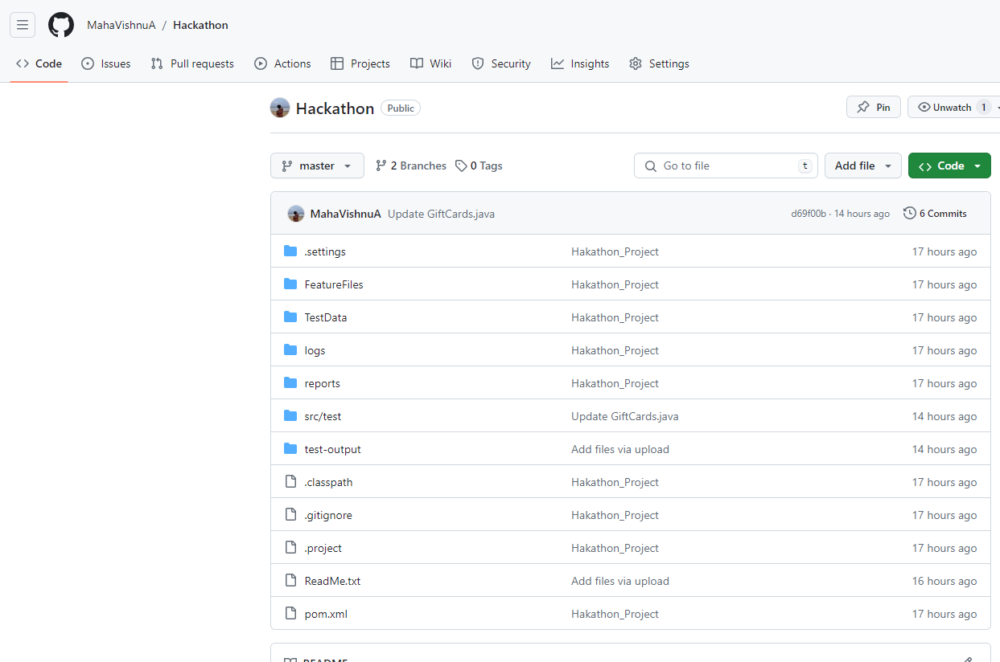 MahaVishnuA / Hackathon
Code Issues Pull requests Actions Projects Wiki Security Insights Settings
Hackathon Public Pin Unwatch 1
master 2 Branches 0 Tags Go to file t Add file Code
MahaVishnuA Update GiftCards.java d69f00b · 14 hours ago 6 Commits
.settings Hakathon_Project 17 hours ago
FeatureFiles Hakathon_Project 17 hours ago
TestData Hakathon_Project 17 hours ago
logs Hakathon_Project 17 hours ago
reports Hakathon_Project 17 hours ago
src/test Update GiftCards.java 14 hours ago
test-output Add files via upload 14 hours ago
.classpath Hakathon_Project 17 hours ago
.gitignore Hakathon_Project 17 hours ago
.project Hakathon_Project 17 hours ago
ReadMe.txt Add files via upload 16 hours ago
pom.xml Hakathon_Project 17 hours ago
README